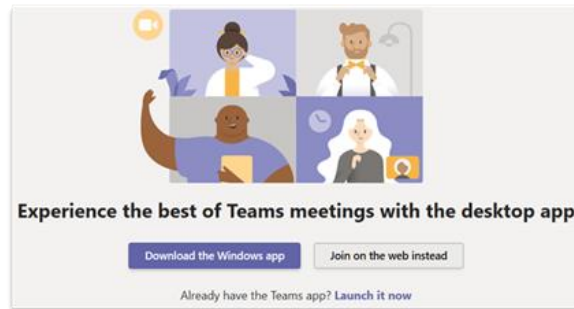 Experience the best of Teams meetings with the desktop app
Download the Windows app
Join on the web instead
Already have the Teams app? Launch it now